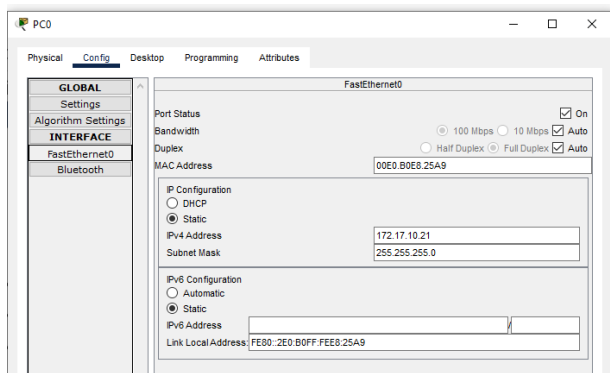 PC0
Physical Config Desktop Programming Attributes
GLOBAL
Settings
Algorithm Settings
INTERFACE
FastEthernet0
Bluetooth
FastEthernet0
Port Status On
Bandwidth 100 Mbps 10 Mbps Auto
Duplex Half Duplex Full Duplex Auto
MAC Address 00E0.B0E8.25A9
IP Configuration
DHCP
Static
IPv4 Address 172.17.10.21
Subnet Mask 255.255.255.0
IPv6 Configuration
Automatic
Static
IPv6 Address /
Link Local Address: FE80::2E0:B0FF:FEE8:25A9